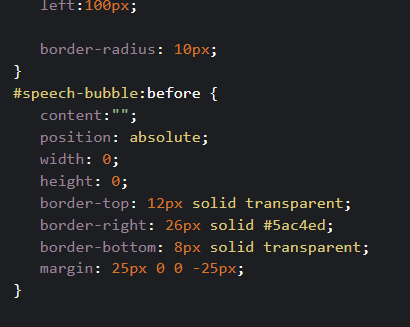 left:100px;
border-radius: 10px;
}
#speech-bubble:before {
content:"";
position: absolute;
width: 0;
height: 0;
border-top: 12px solid transparent;
border-right: 26px solid #5ac4ed;
border-bottom: 8px solid transparent;
margin: 25px 0 0 -25px;
}